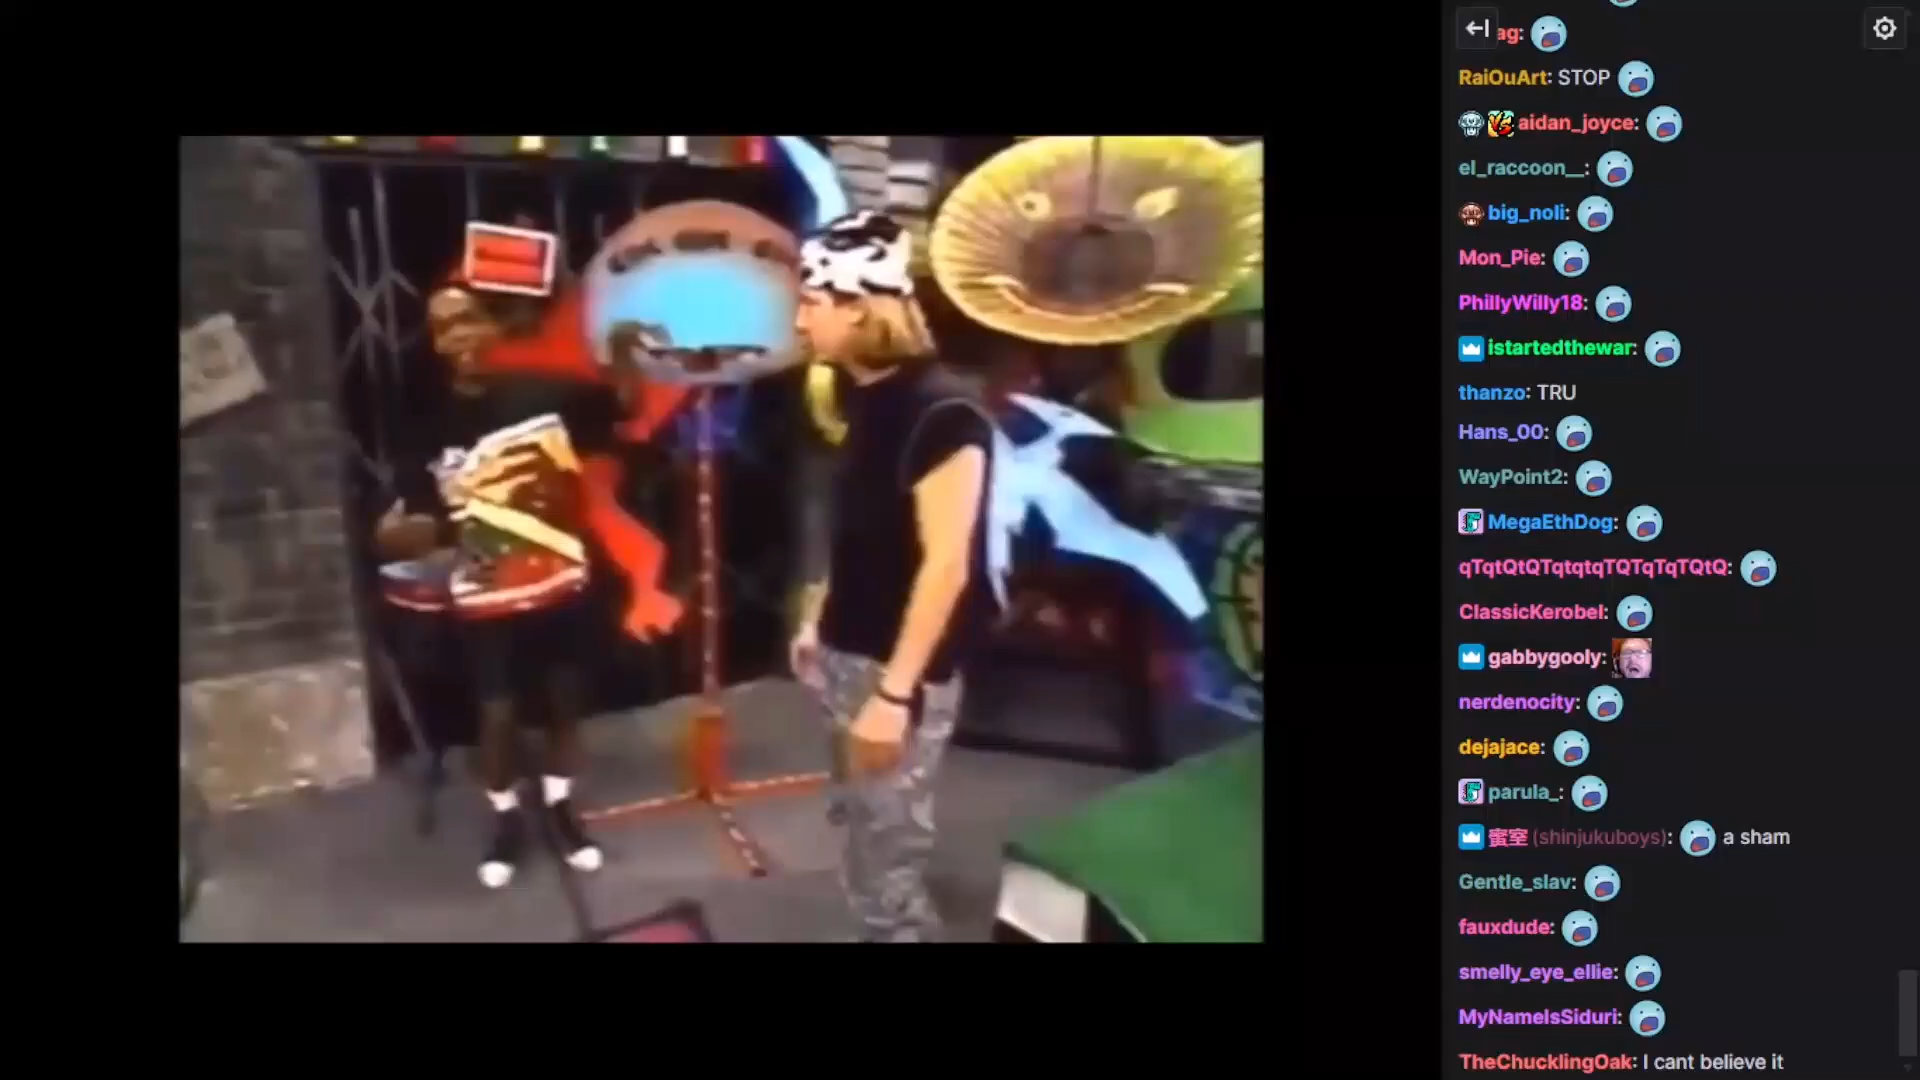 ag:
RaiOuArt: STOP
aidan_joyce:
el_raccoon__:
big_noli:
Mon_Pie:
PhillyWilly18:
istartedthewar:
thanzo: TRU
Hans_00:
WayPoint2:
MegaEthDog:
qTqtQtQTqtqtqTQTqTqTQtQ:
ClassicKerobel:
gabbygooly:
nerdenocity:
dejajace:
parula_:
蜜室 (shinjukuboys): a sham
Gentle_slav:
fauxdude:
smelly_eye_ellie:
MyNameIsSiduri:
TheChucklingOak: I cant believe it